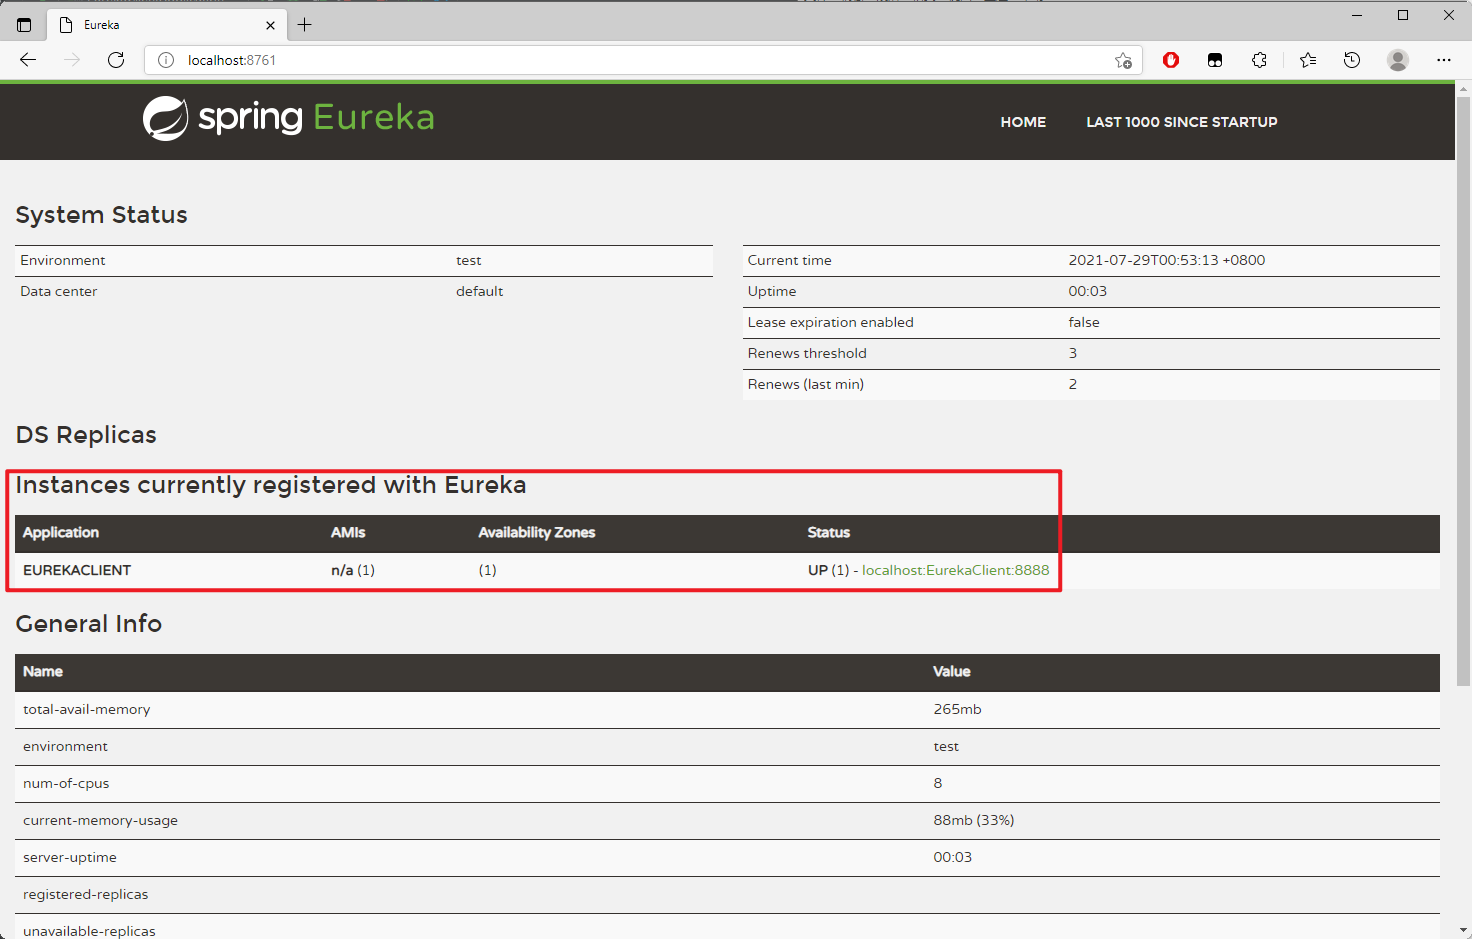 Eureka
localhost:8761
spring Eureka
HOME LAST 1000 SINCE STARTUP
System Status
Environment test
Data center default
Current time 2021-07-29T00:53:13 +0800
Uptime 00:03
Lease expiration enabled false
Renews threshold 3
Renews (last min) 2
DS Replicas
Instances currently registered with Eureka
Application AMIs Availability Zones Status
EUREKACLIENT n/a (1) (1) UP (1) - localhost:EurekaClient:8888
General Info
Name Value
total-avail-memory 265mb
environment test
num-of-cpus 8
current-memory-usage 88mb (33%)
server-uptime 00:03
registered-replicas
unavailable-replicas